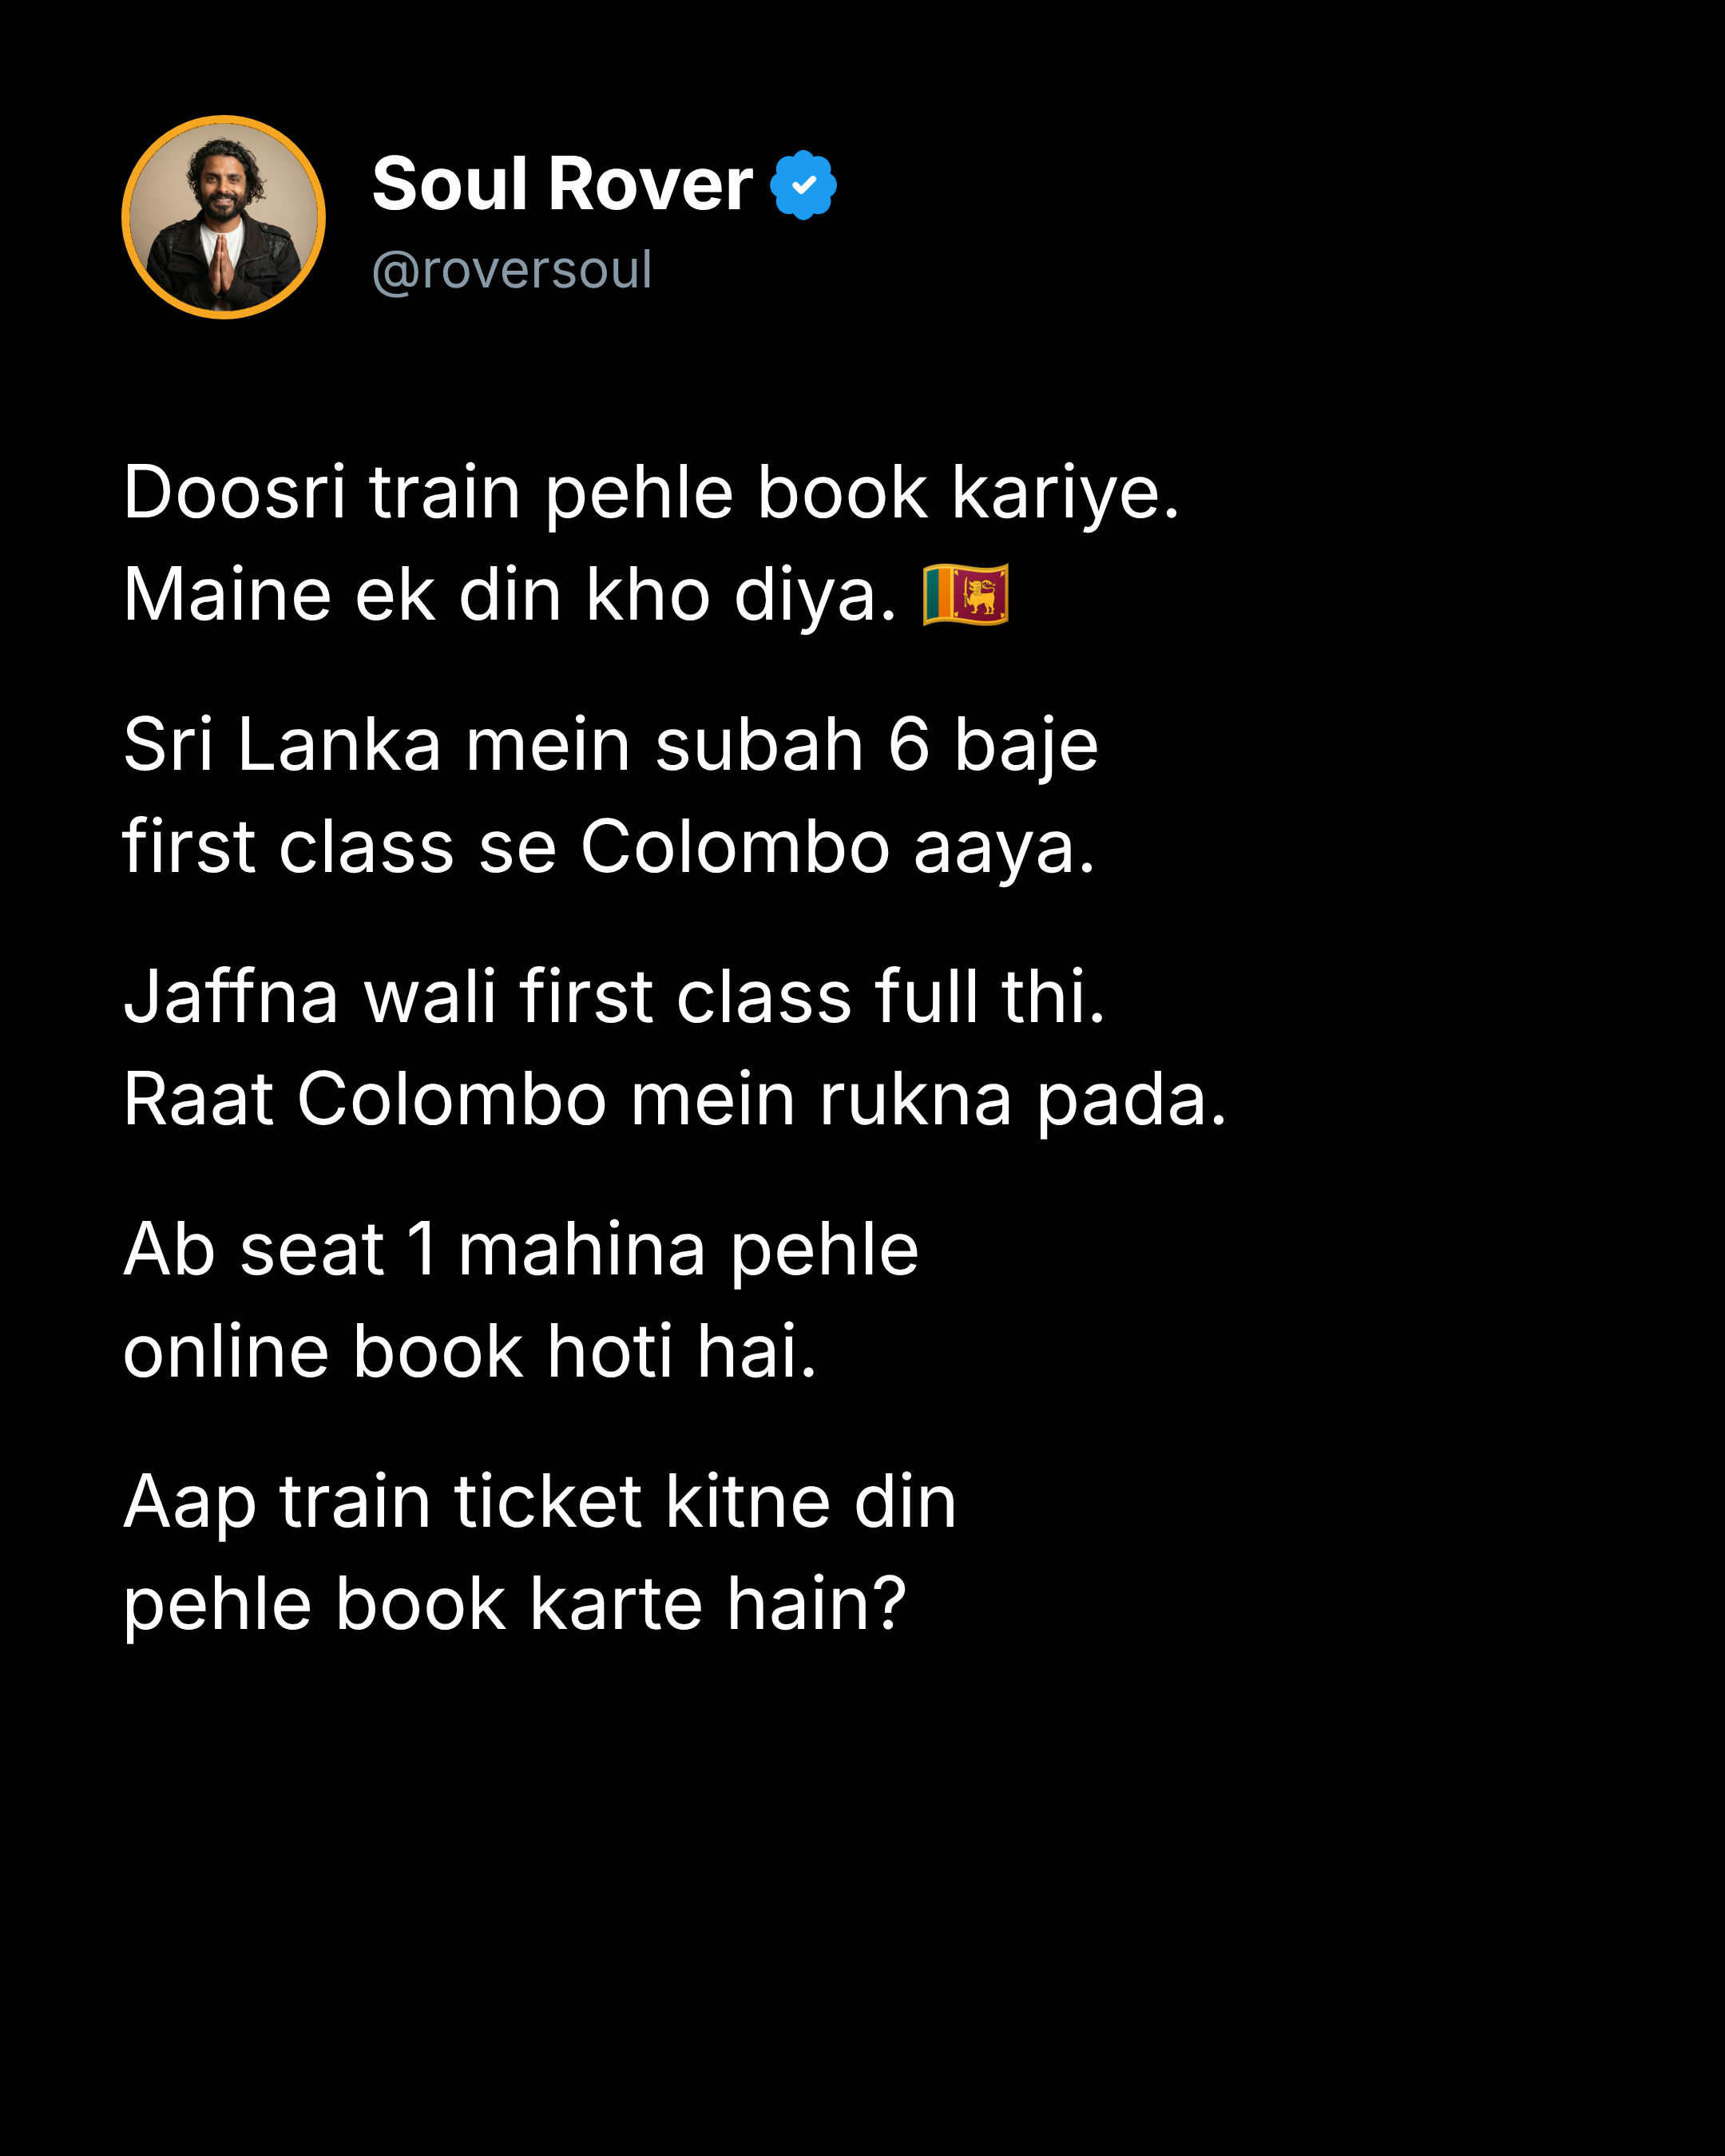 Soul Rover
@roversoul
Doosri train pehle book kariye.
Maine ek din kho diya. 🇱🇰
Sri Lanka mein subah 6 baje
first class se Colombo aaya.
Jaffna wali first class full thi.
Raat Colombo mein rukna pada.
Ab seat 1 mahina pehle
online book hoti hai.
Aap train ticket kitne din
pehle book karte hain?